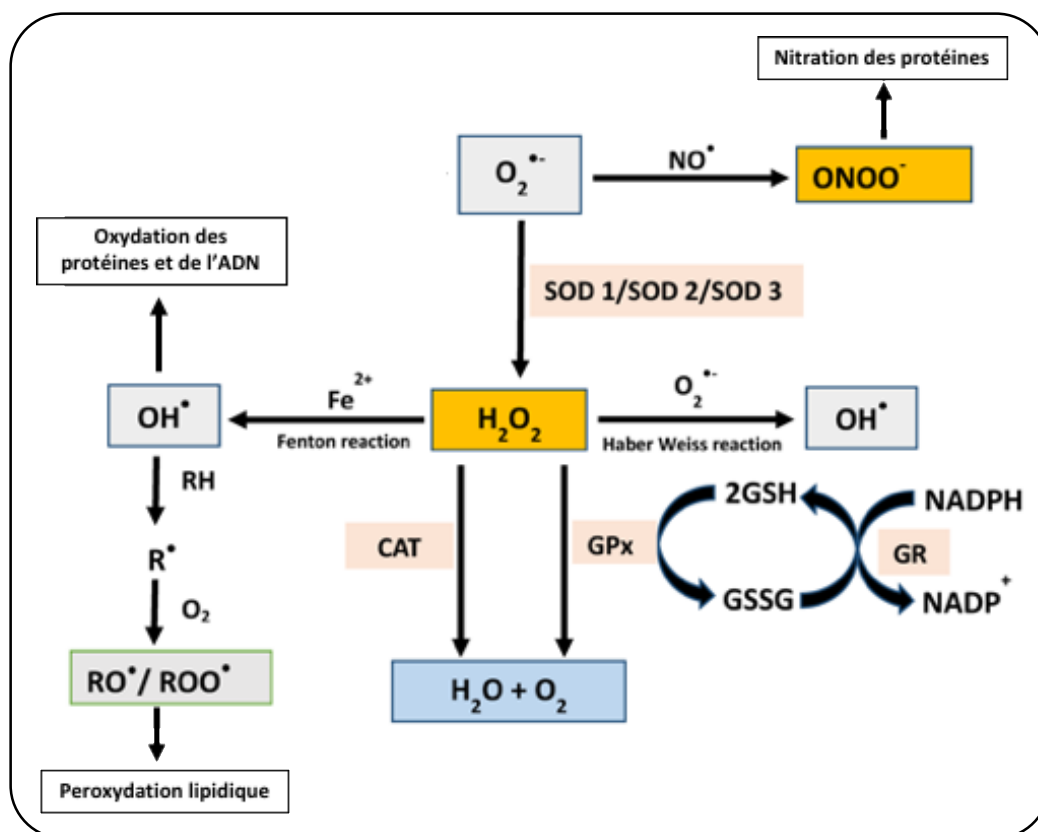 Nitration des protéines
O₂•⁻
NO•
ONOO⁻
Oxydation des
protéines et de l'ADN
SOD 1/SOD 2/SOD 3
OH•
Fe²⁺
Fenton reaction
H₂O₂
O₂•⁻
Haber Weiss reaction
OH•
RH
R•
O₂
RO•/ ROO•
Peroxydation lipidique
CAT
GPx
2GSH
GSSG
NADPH
GR
NADP⁺
H₂O + O₂